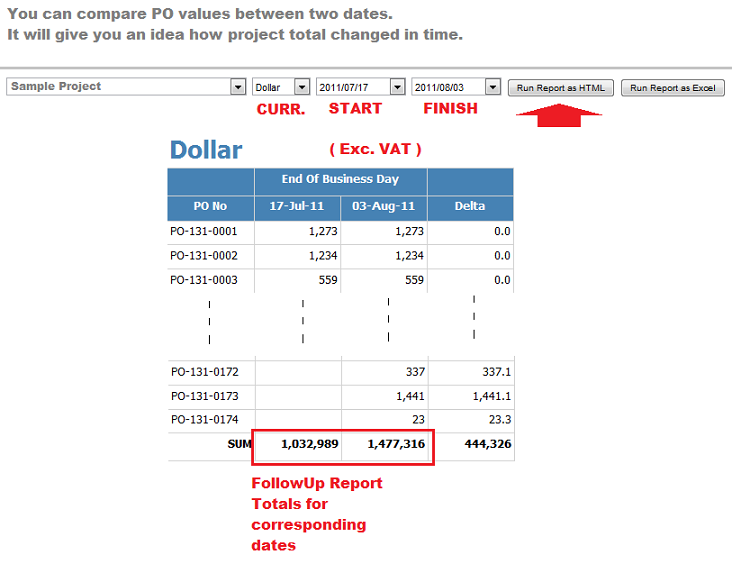 You can compare PO values between two dates.
It will give you an idea how project total changed in time.
Sample Project Dollar 2011/07/17 2011/08/03 Run Report as HTML Run Report as Excel
CURR. START FINISH
Dollar ( Exc. VAT )
End Of Business Day
PO No 17-Jul-11 03-Aug-11 Delta
PO-131-0001 1,273 1,273 0.0
PO-131-0002 1,234 1,234 0.0
PO-131-0003 559 559 0.0
PO-131-0172 337 337.1
PO-131-0173 1,441 1,441.1
PO-131-0174 23 23.3
SUM 1,032,989 1,477,316 444,326
FollowUp Report
Totals for
corresponding
dates